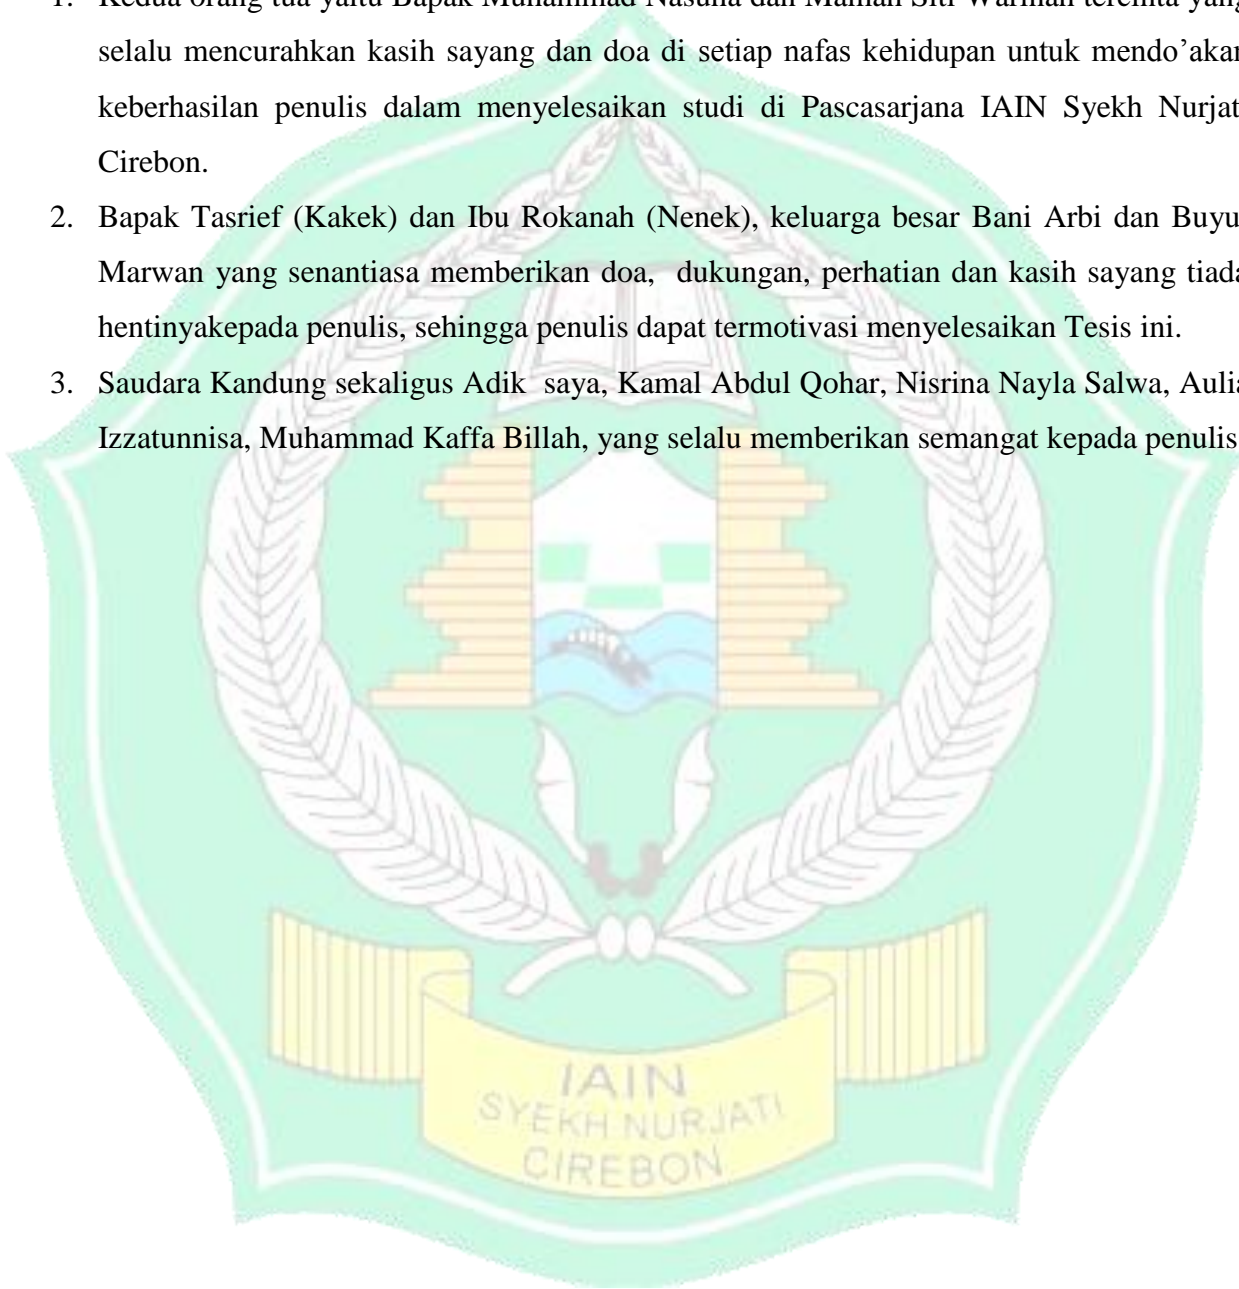 1. Kedua orang tua yaitu Bapak Muhammad dan Siti yang
selalu mencurahkan kasih sayang dan doa di setiap nafas kehidupan untuk mendo’akan
keberhasilan penulis dalam menyelesaikan studi di Pascasarjana IAIN Syekh Nurjat
Cirebon.
2. Bapak Tasrief (Kakek) dan Ibu Rokanah (Nenek), keluarga besar Bani Arbi dan Buyu
Marwan yang senantiasa memberikan doa, dukungan, perhatian dan kasih sayang tiada
hentinyakepada penulis, sehingga penulis dapat termotivasi menyelesaikan Tesis ini.
3. Saudara Kandung sekaligus Adik saya, Kamal Abdul Qohar, Nisrina Nayla Salwa, Aulia
Izzatunnisa, Muhammad Kaffa Billah, yang selalu memberikan semangat kepada penulis
IAIN
SYEKH NURJATI
CIREBON